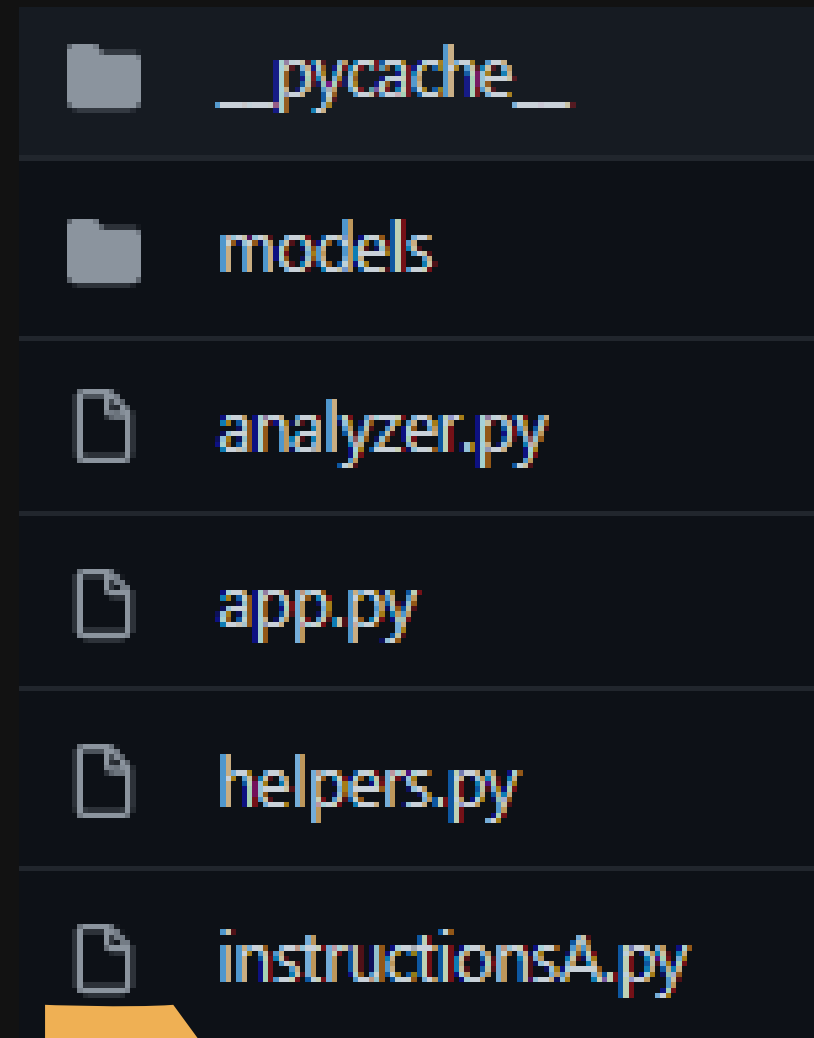 __pycache__
models
analyzer.py
app.py
helpers.py
instructionsA.py